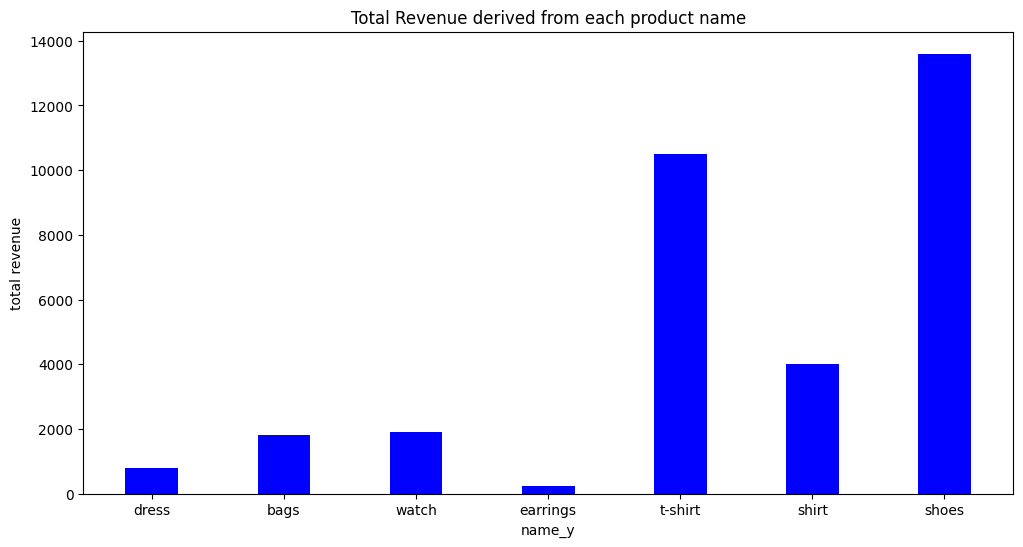 Total Revenue derived from each product name
14000
12000
10000
8000
6000
4000
2000
0
total revenue
dress bags watch earrings t-shirt shirt shoes
name_y